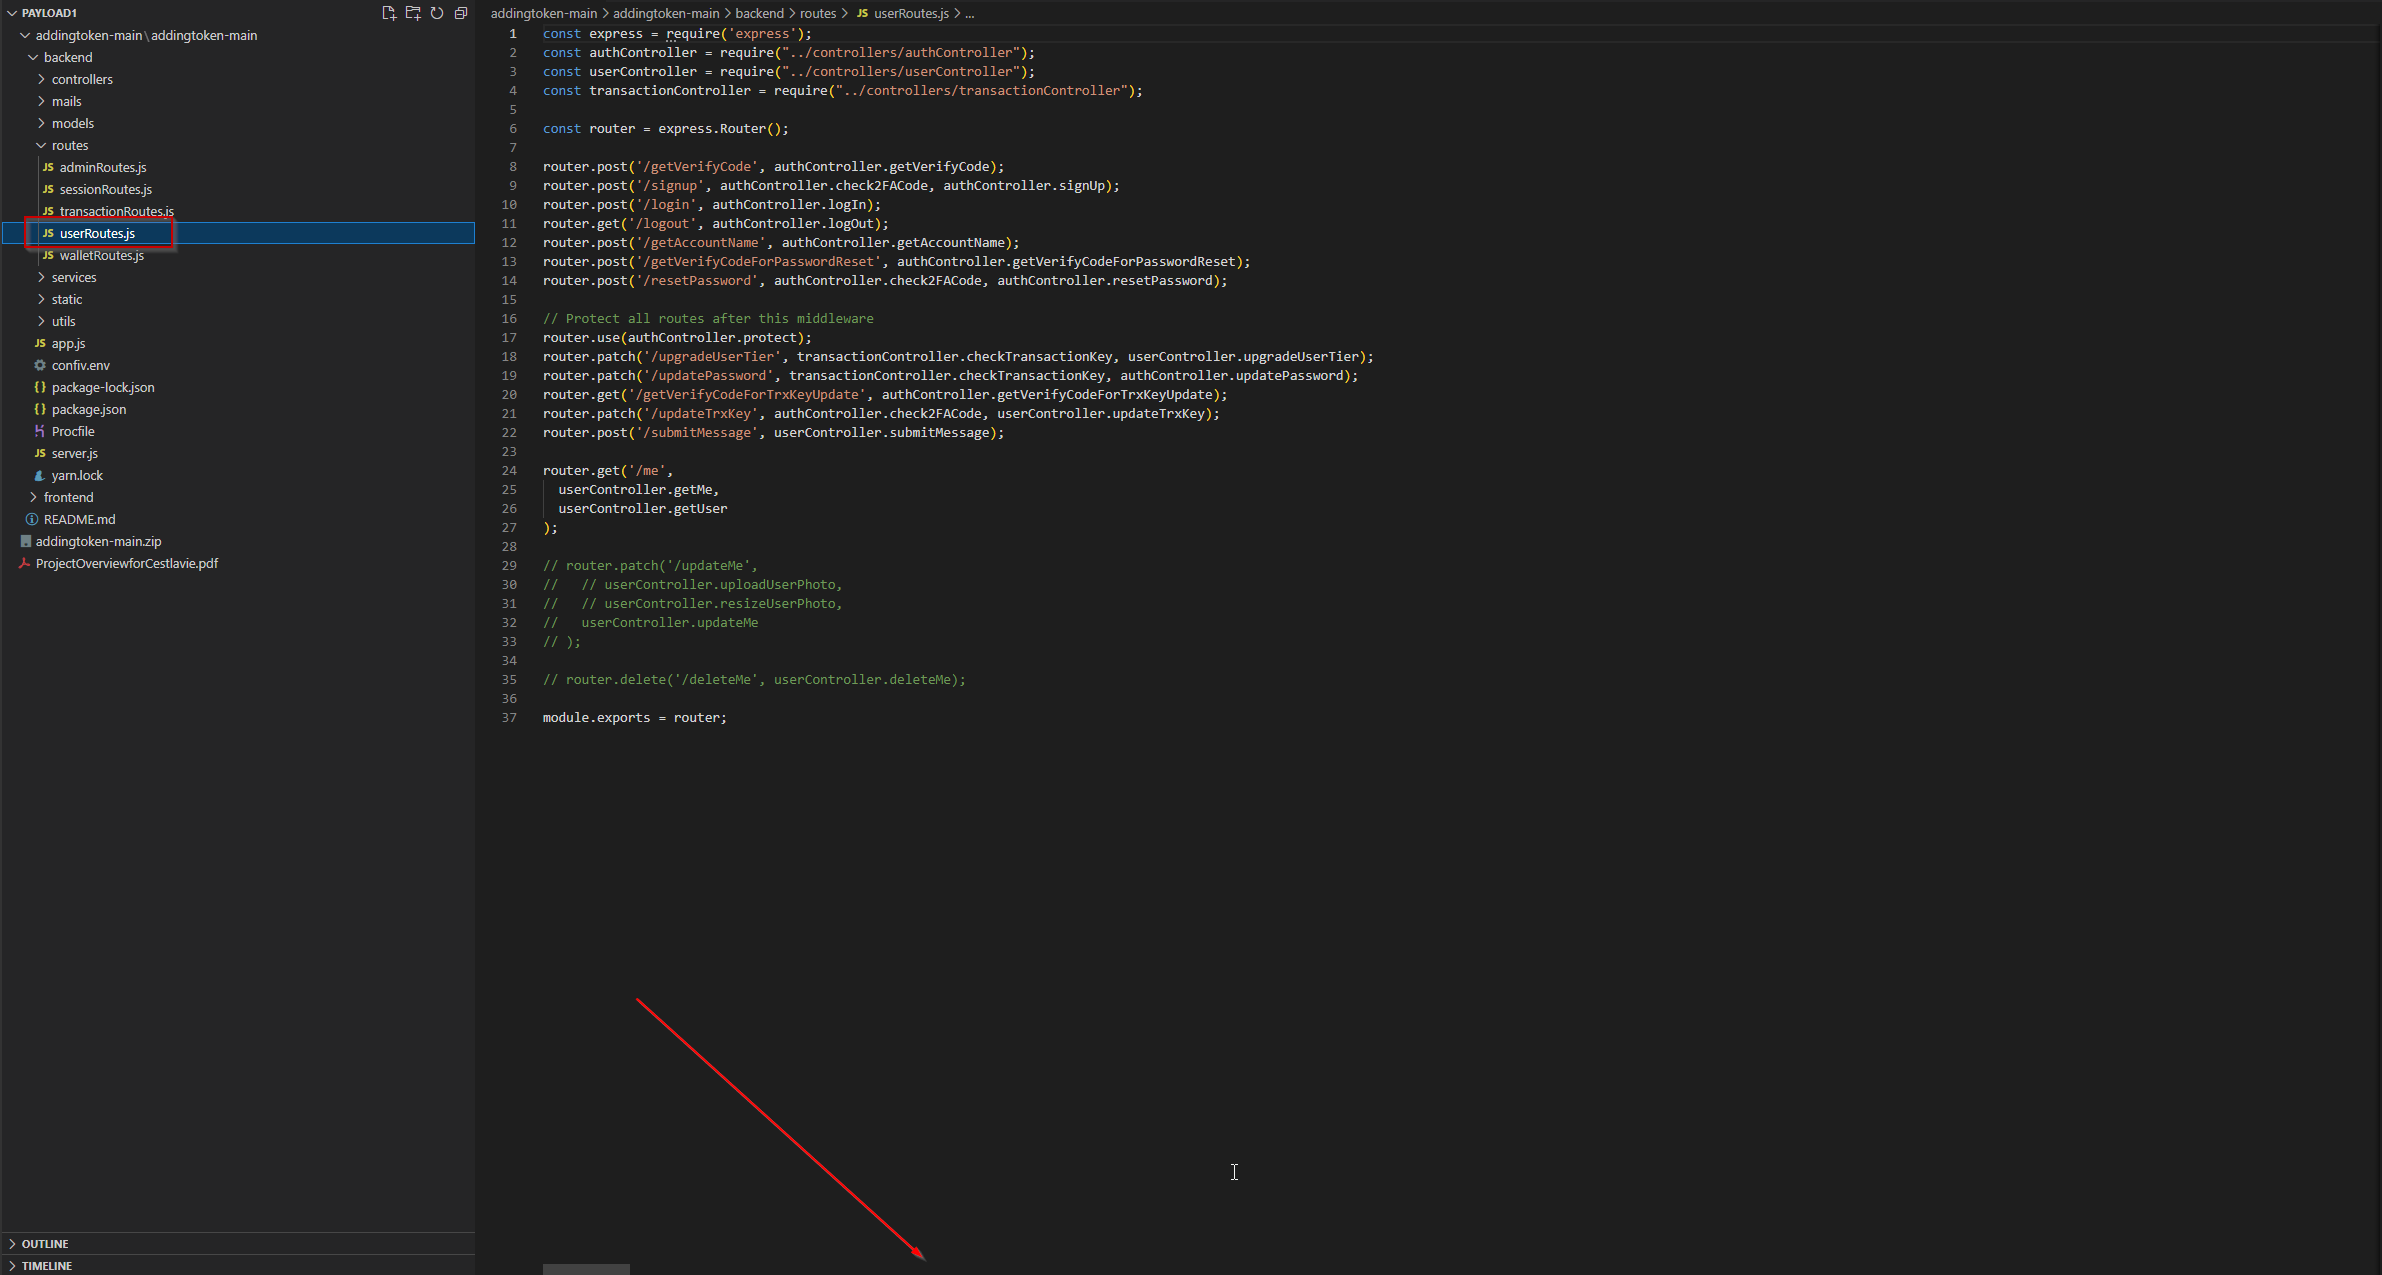 PAYLOAD1
addingtoken-main\addingtoken-main
backend
controllers
mails
models
routes
JS adminRoutes.js
JS sessionRoutes.js
JS transactionRoutes.js
JS userRoutes.js
JS walletRoutes.js
services
static
utils
JS app.js
confiv.env
{} package-lock.json
{} package.json
Procfile
JS server.js
yarn.lock
frontend
README.md
addingtoken-main.zip
ProjectOverviewforCestlavie.pdf
OUTLINE
TIMELINE
addingtoken-main > addingtoken-main > backend > routes > JS userRoutes.js > ...
1 const express = require('express');
2 const authController = require("../controllers/authController");
3 const userController = require("../controllers/userController");
4 const transactionController = require("../controllers/transactionController");
5
6 const router = express.Router();
7
8 router.post('/getVerifyCode', authController.getVerifyCode);
9 router.post('/signup', authController.check2FACode, authController.signUp);
10 router.post('/login', authController.logIn);
11 router.get('/logout', authController.logOut);
12 router.post('/getAccountName', authController.getAccountName);
13 router.post('/getVerifyCodeForPasswordReset', authController.getVerifyCodeForPasswordReset);
14 router.post('/resetPassword', authController.check2FACode, authController.resetPassword);
15
16 // Protect all routes after this middleware
17 router.use(authController.protect);
18 router.patch('/upgradeUserTier', transactionController.checkTransactionKey, userController.upgradeUserTier);
19 router.patch('/updatePassword', transactionController.checkTransactionKey, authController.updatePassword);
20 router.get('/getVerifyCodeForTrxKeyUpdate', authController.getVerifyCodeForTrxKeyUpdate);
21 router.patch('/updateTrxKey', authController.check2FACode, userController.updateTrxKey);
22 router.post('/submitMessage', userController.submitMessage);
23
24 router.get('/me',
25 userController.getMe,
26 userController.getUser
27 );
28
29 // router.patch('/updateMe',
30 // // userController.uploadUserPhoto,
31 // // userController.resizeUserPhoto,
32 // userController.updateMe
33 // );
34
35 // router.delete('/deleteMe', userController.deleteMe);
36
37 module.exports = router;